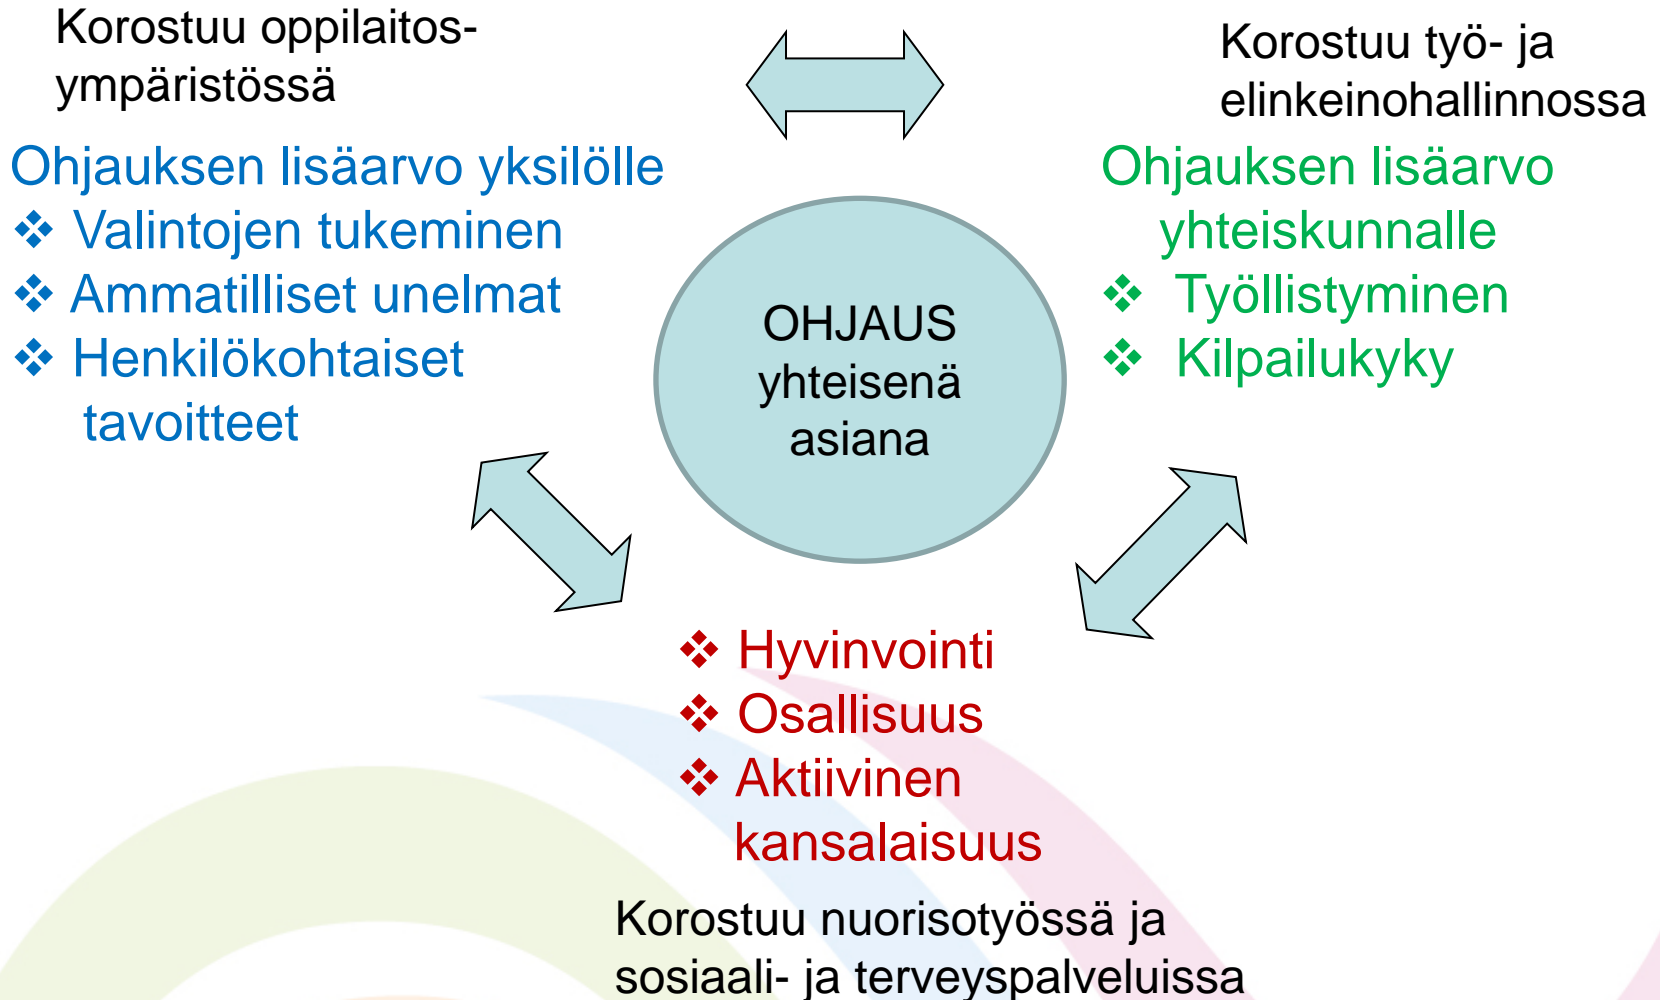 Korostuu oppilaitos-
ympäristössä
Ohjauksen lisäarvo yksilölle
❖ Valintojen tukeminen
❖ Ammatilliset unelmat
❖ Henkilökohtaiset
tavoitteet
Korostuu työ- ja
elinkeinohallinnossa
Ohjauksen lisäarvo
yhteiskunnalle
❖ Työllistyminen
❖ Kilpailukyky
OHJAUS
yhteisenä
asiana
❖ Hyvinvointi
❖ Osallisuus
❖ Aktiivinen
kansalaisuus
Korostuu nuorisotyössä ja
sosiaali- ja terveyspalveluissa